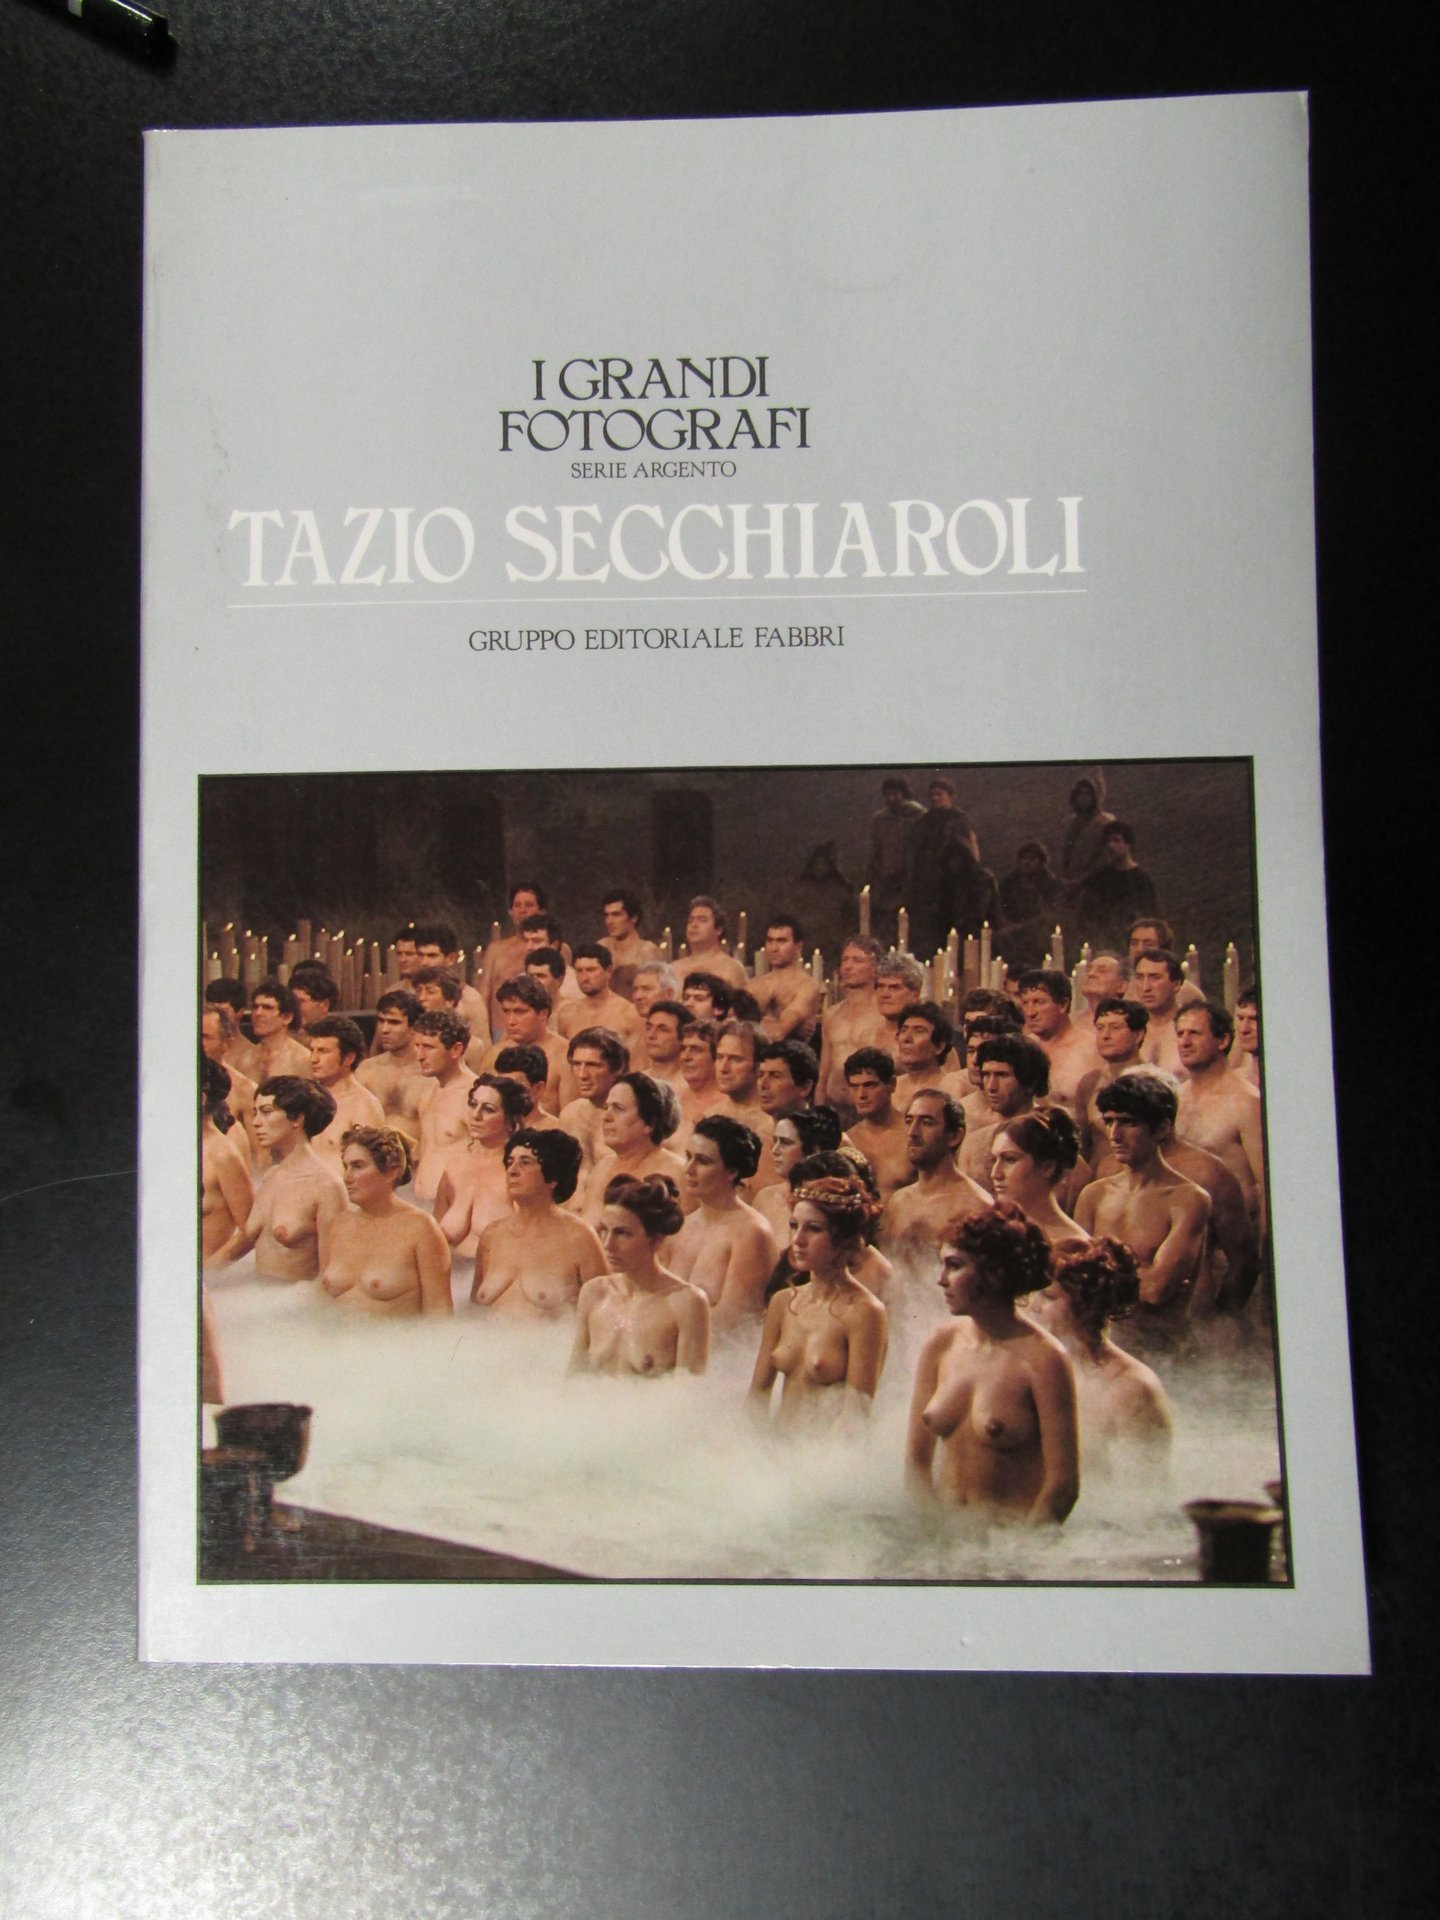 I GRANDI
FOTOGRAFI
SERIE ARGENTO
TAZIO SECCHIAROLI
GRUPPO EDITORIALE FABBRI